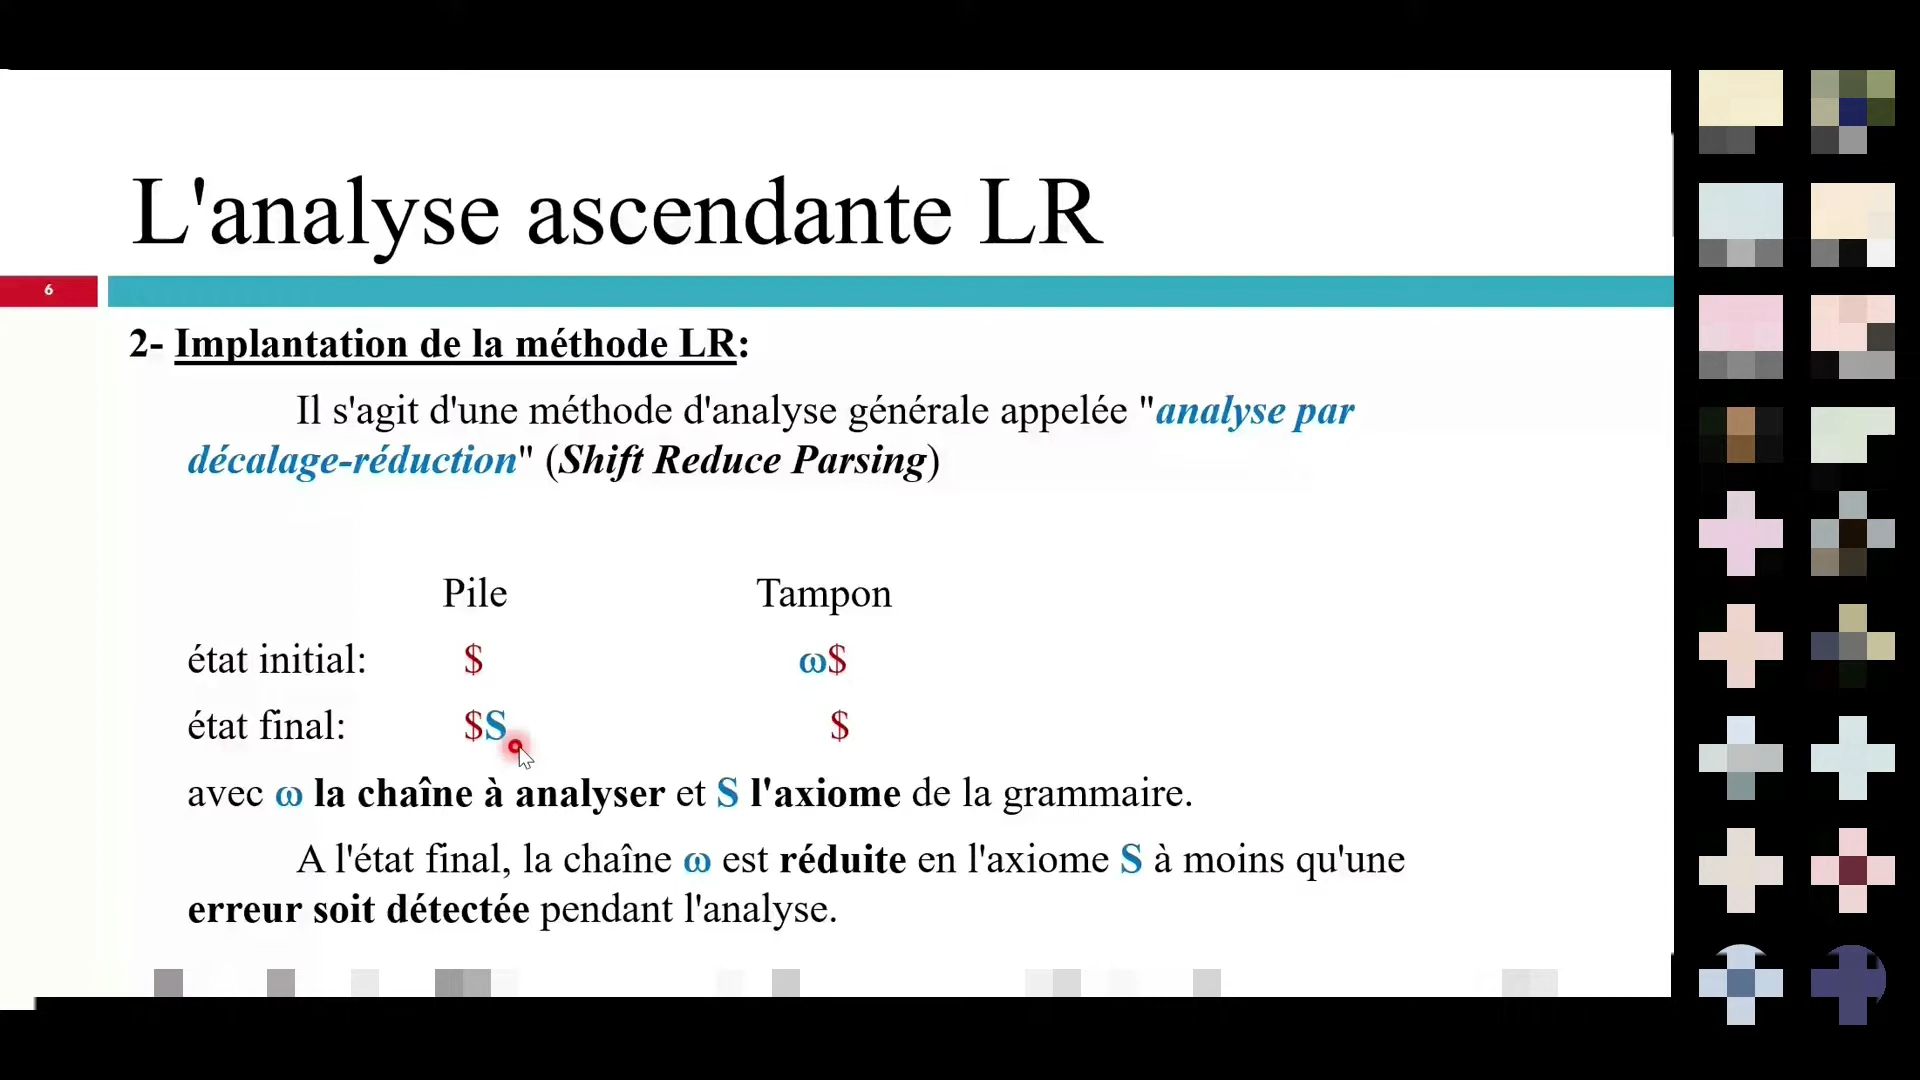 L'analyse ascendante LR
6
2- Implantation de la méthode LR:
Il s'agit d'une méthode d'analyse générale appelée "analyse par
décalage-réduction" (Shift Reduce Parsing)
Pile Tampon
état initial: $ ω$
état final: $S $
avec ω la chaîne à analyser et S l'axiome de la grammaire.
A l'état final, la chaîne ω est réduite en l'axiome S à moins qu'une
erreur soit détectée pendant l'analyse.